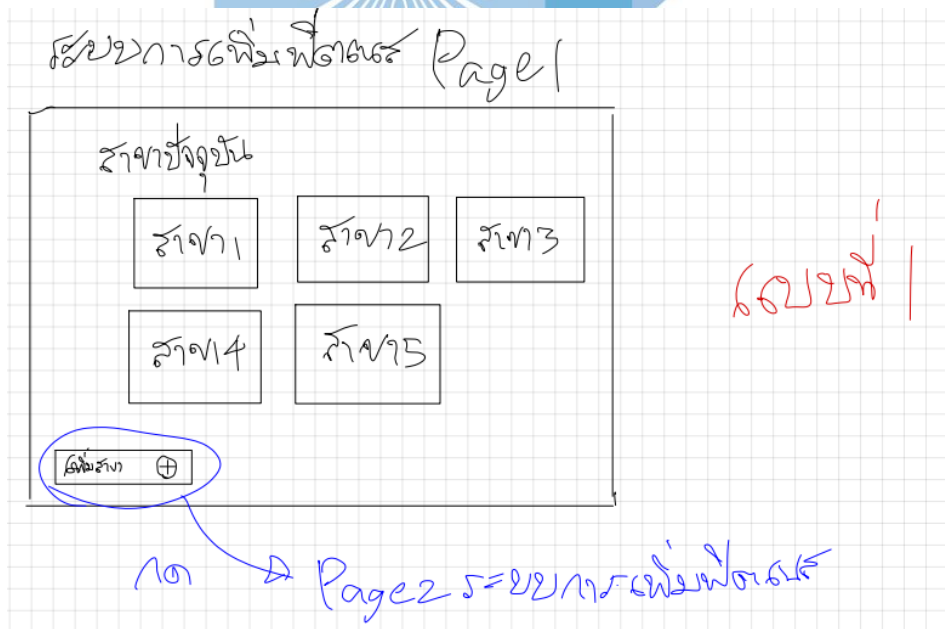 ระบบการเพิ่มฟิตเนส Page 1
สาขาปัจจุบัน
สาขา 1 สาขา 2 สาขา 3
แบบที่ 1
สาขา 4 สาขา 5
เพิ่มสาขา
กด Page 2 ระบบการเพิ่มฟิตเนส